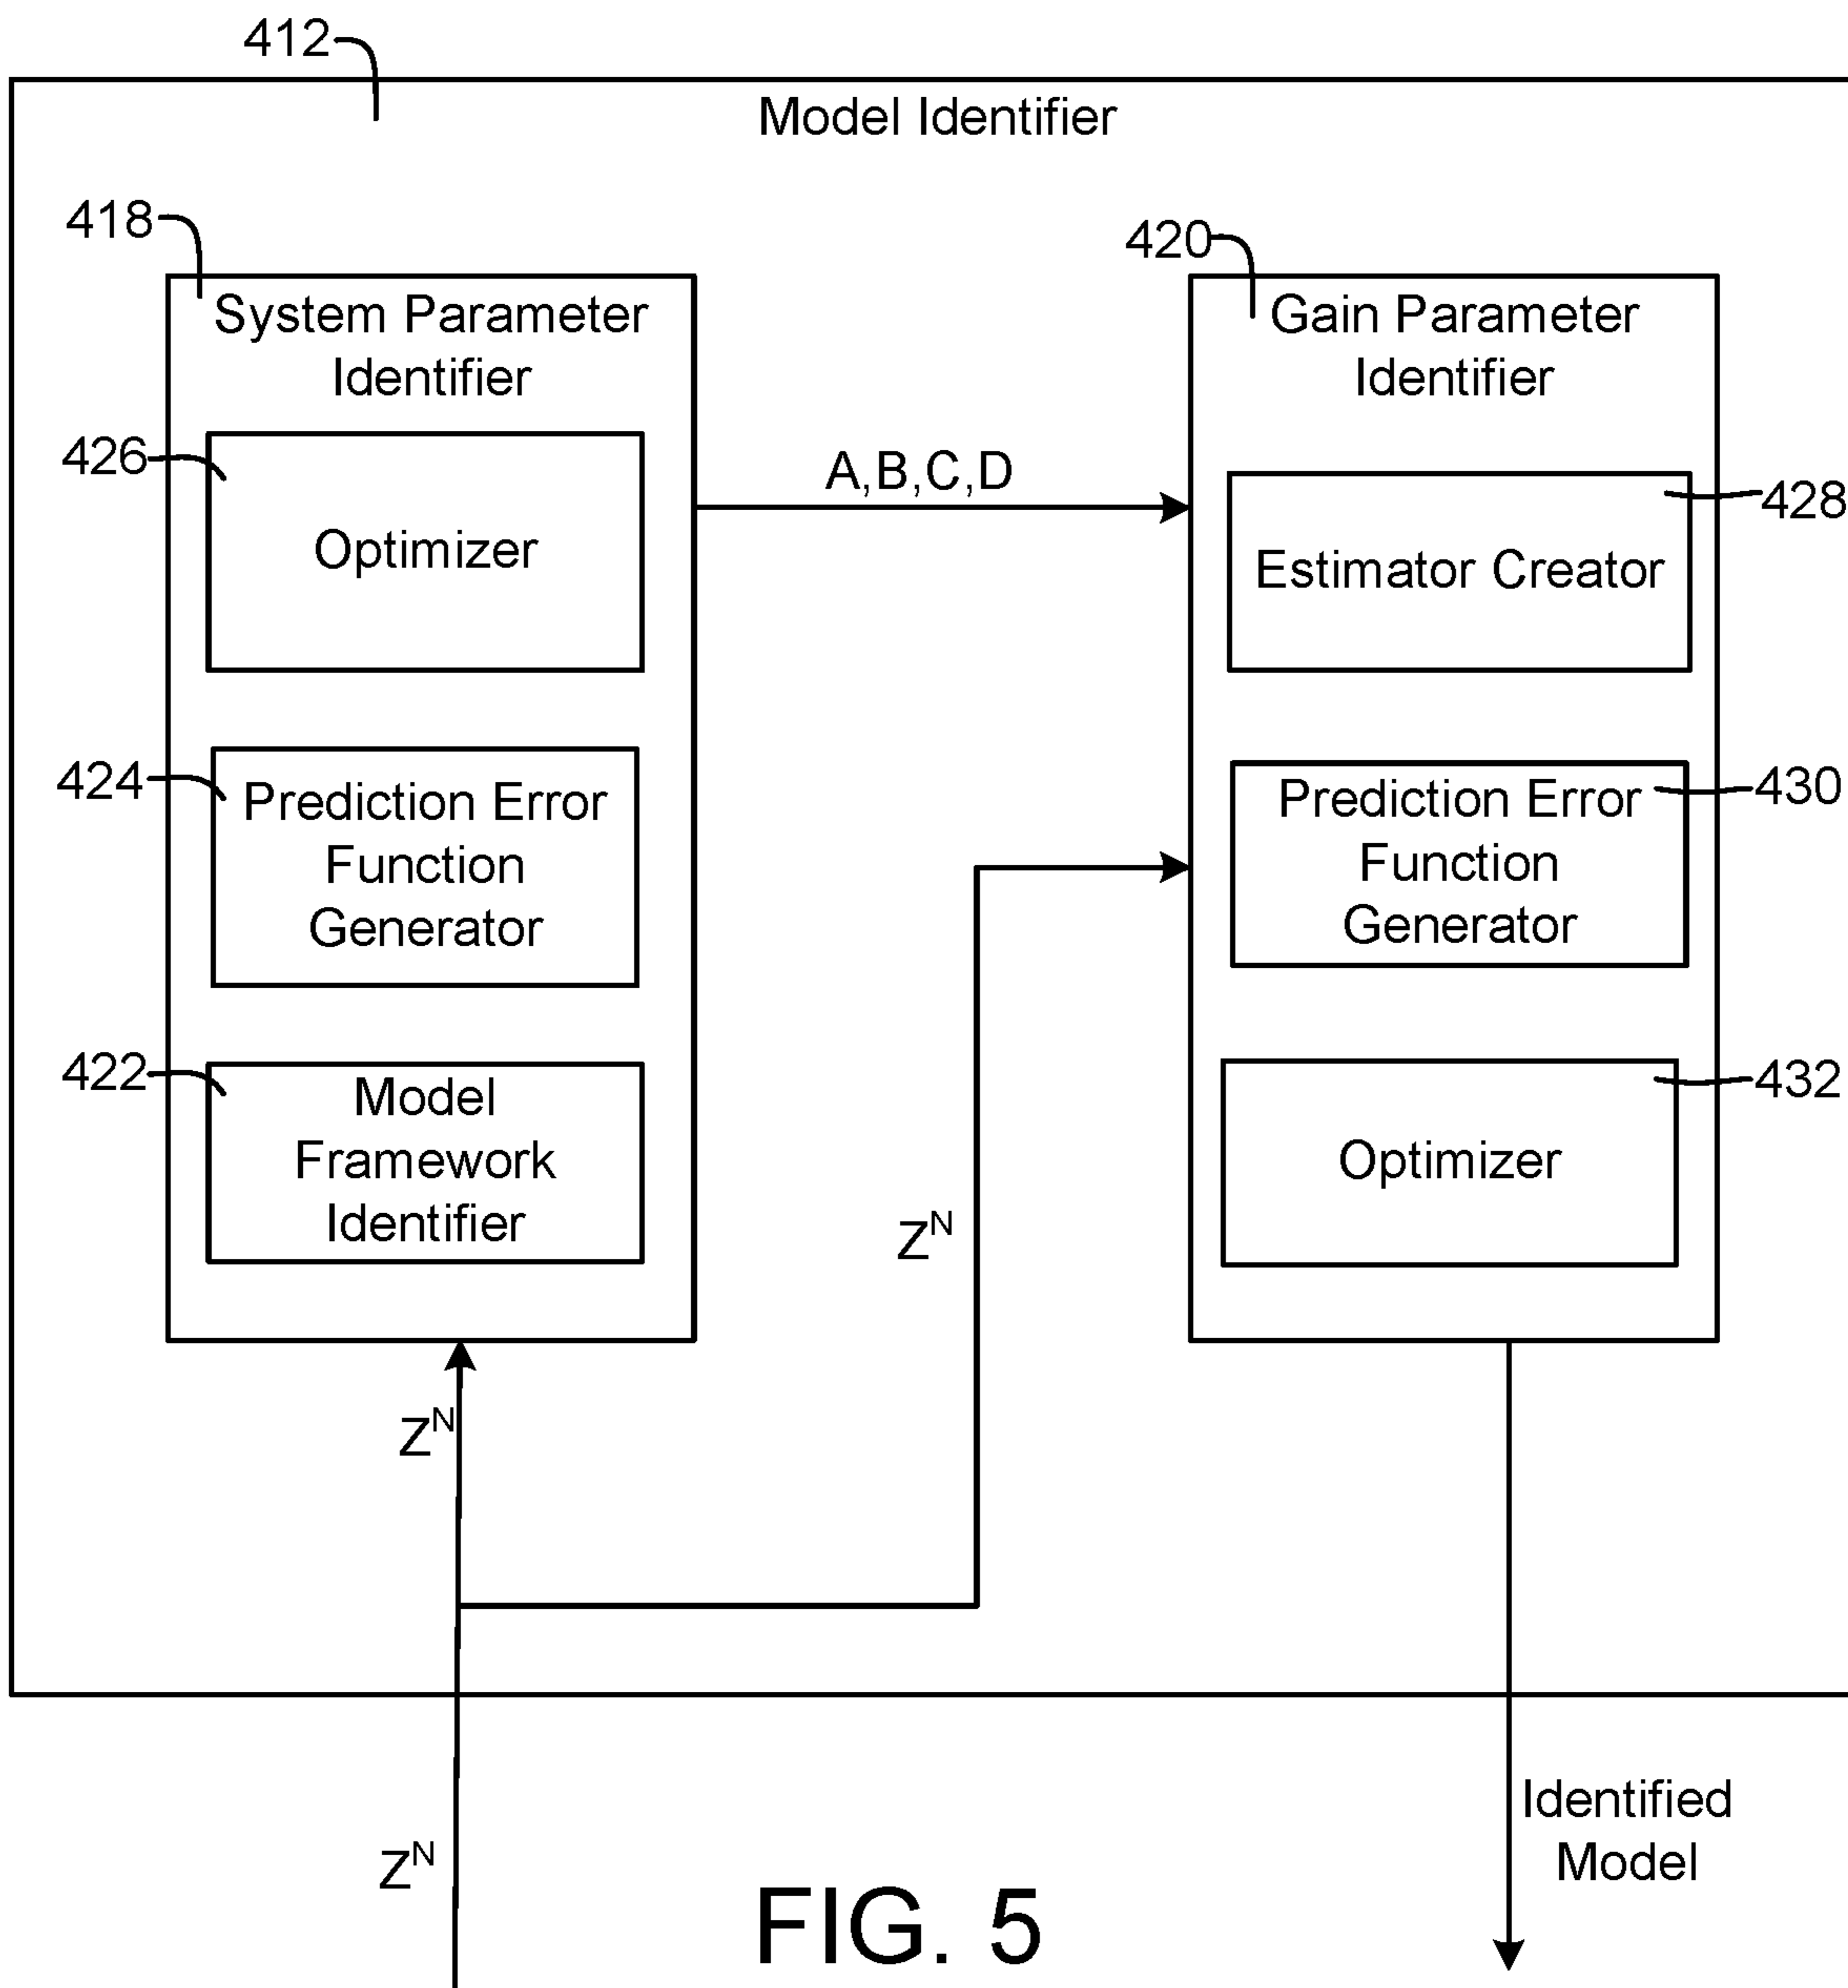 412
Model Identifier
418
System Parameter
Identifier
420
Gain Parameter
Identifier
426
Optimizer
A,B,C,D
428
Estimator Creator
424
Prediction Error
Function
Generator
430
Prediction Error
Function
Generator
422
Model
Framework
Identifier
432
Optimizer
Z^N
Z^N
Z^N
Identified
Model
FIG. 5